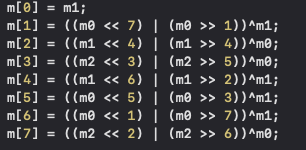 m[0] = m1;
m[1] = ((m0 << 7) | (m0 >> 1))^m1;
m[2] = ((m1 << 4) | (m1 >> 4))^m0;
m[3] = ((m2 << 3) | (m2 >> 5))^m0;
m[4] = ((m1 << 6) | (m1 >> 2))^m1;
m[5] = ((m0 << 5) | (m0 >> 3))^m1;
m[6] = ((m0 << 1) | (m0 >> 7))^m1;
m[7] = ((m2 << 2) | (m2 >> 6))^m0;